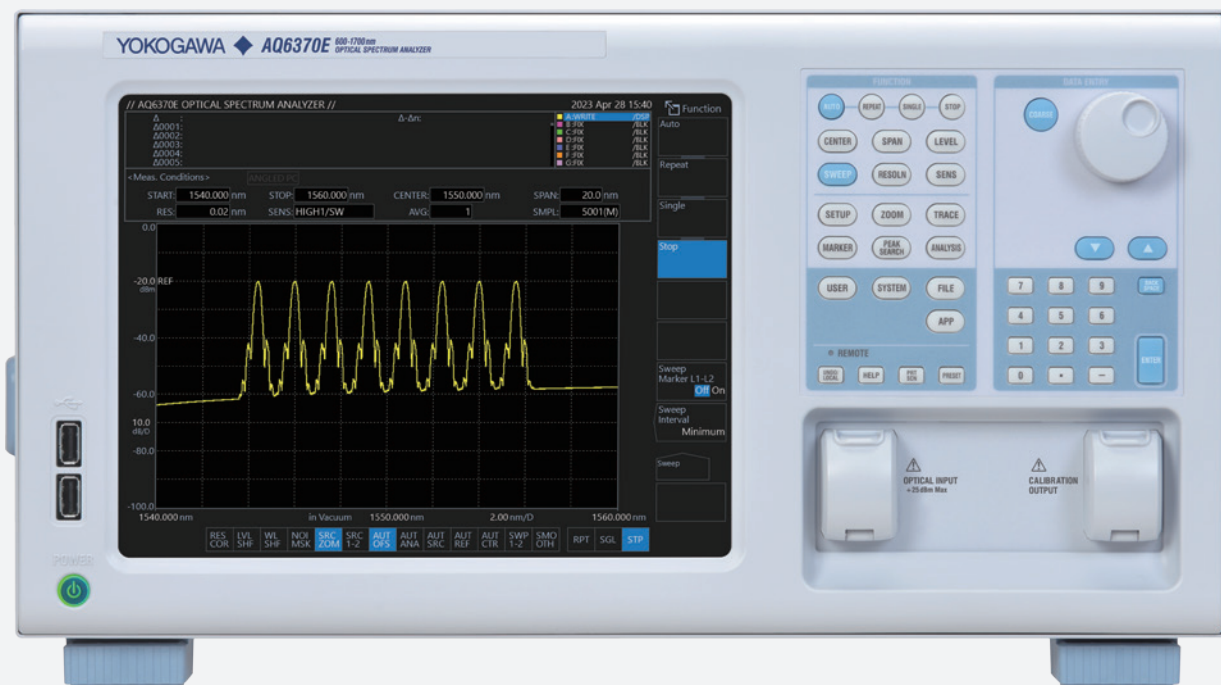 YOKOGAWA AQ6370E 600-1700nm OPTICAL SPECTRUM ANALYZER
// AQ6370E OPTICAL SPECTRUM ANALYZER // 2023 Apr 28 15:40
Δ :
Δ0001:
Δ0002:
Δ0003:
Δ0004:
Δ0005:
Δ-Δn:
A:WRITE /DSP
B:FIX /BLK
C:FIX /BLK
D:FIX /BLK
E:FIX /BLK
F:FIX /BLK
G:FIX /BLK
<Meas. Conditions> ANGLED PC
START: 1540.000 nm STOP: 1560.000 nm CENTER: 1550.000 nm SPAN: 20.0 nm
RES: 0.02 nm SENS: HIGH1/SW AVG: 1 SMPL: 5001(M)
0.0
-20.0 REF
dBm
-40.0
-60.0
10.0
dB/D
-80.0
-100.0
1540.000 nm in Vacuum 1550.000 nm 2.00 nm/D 1560.000 nm
RES COR
LVL SHF
WL SHF
NOI MSK
SRC ZOM
SRC 1-2
AUT OFS
AUT ANA
AUT SRC
AUT REF
AUT CTR
SWP 1-2
SMO OTH
RPT SGL STP
Function
Auto
Repeat
Single
Stop
Sweep
Marker L1-L2
Off On
Sweep
Interval
Minimum
Sweep
POWER
FUNCTION
AUTO REPEAT SINGLE STOP
CENTER SPAN LEVEL
SWEEP RESOLN SENS
SETUP ZOOM TRACE
MARKER PEAK SEARCH ANALYSIS
USER SYSTEM FILE
APP
REMOTE
UNDO/LOCAL HELP PRT SCN PRESET
DATA ENTRY
COARSE
7 8 9 BACK SPACE
4 5 6
1 2 3 ENTER
0 • −
OPTICAL INPUT
+25dBm Max
CALIBRATION
OUTPUT